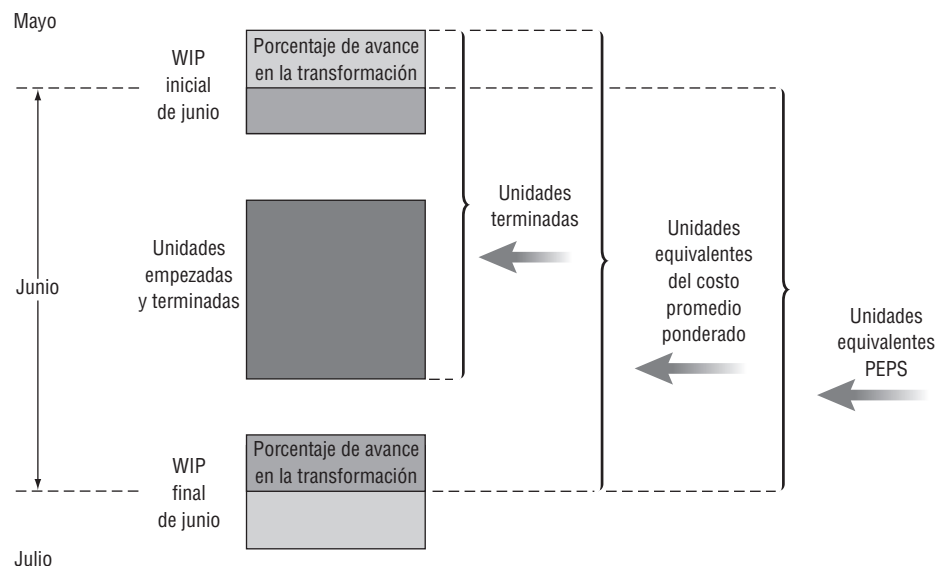 Mayo
WIP
inicial
de junio
Porcentaje de avance
en la transformación
Unidades
terminadas
Unidades
empezadas
y terminadas
Junio
Unidades
equivalentes
del costo
promedio
ponderado
Unidades
equivalentes
PEPS
WIP
final
de junio
Porcentaje de avance
en la transformación
Julio